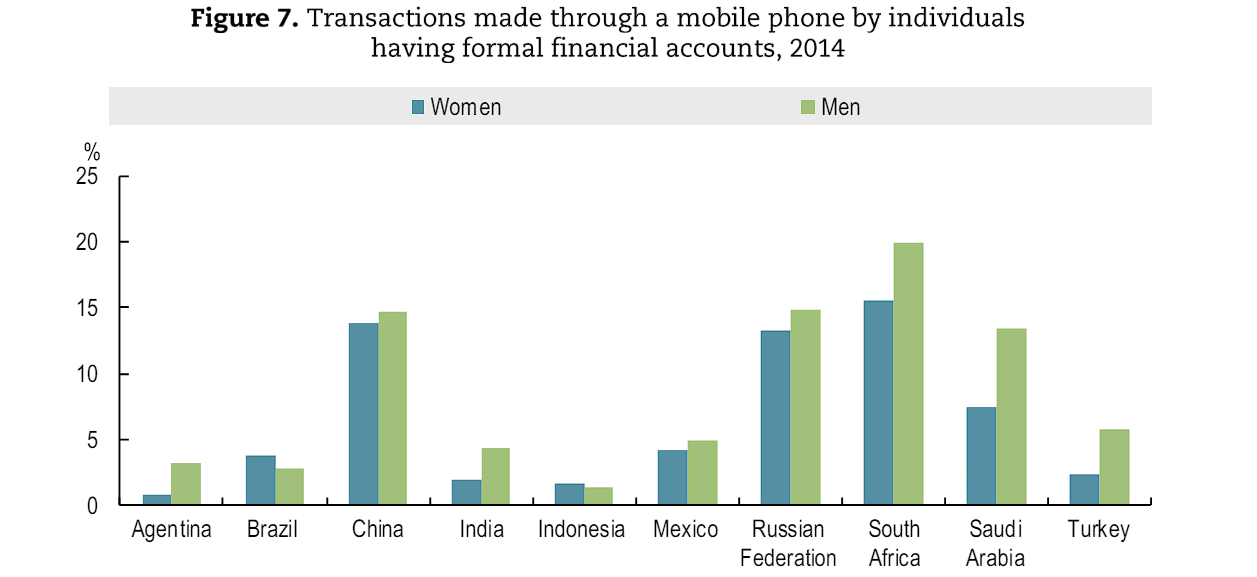 Figure 7. Transactions made through a mobile phone by individuals
having formal financial accounts, 2014
Women Men
%
25
20
15
10
5
0
Agentina Brazil China India Indonesia Mexico Russian South Saudi Turkey
Federation Africa Arabia